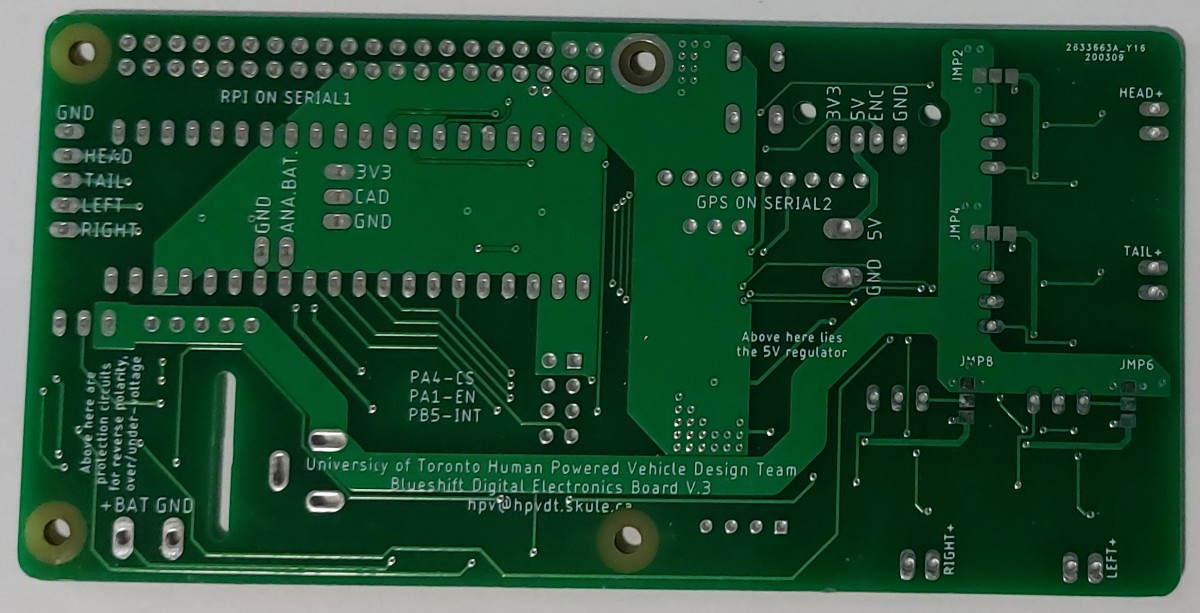 2833663A_Y16
200309
JMP2
HEAD+
RPI ON SERIAL1
GND
HEAD
TAIL
LEFT
RIGHT
3V3
5V
ENC
GND
ANA.BAT.
GND
3V3
CAD
GND
GPS ON SERIAL2
5V
GND
JMP4
TAIL+
Above here lies
the 5V regulator
JMP8
JMP6
PA4-CS
PA1-EN
PB5-INT
Above here are
protection circuits
for reverse polarity,
over/under-voltage
+BAT GND
University of Toronto Human Powered Vehicle Design Team
Blueshift Digital Electronics Board V.3
hpv@hpvdt.skule.ca
RIGHT+
LEFT+